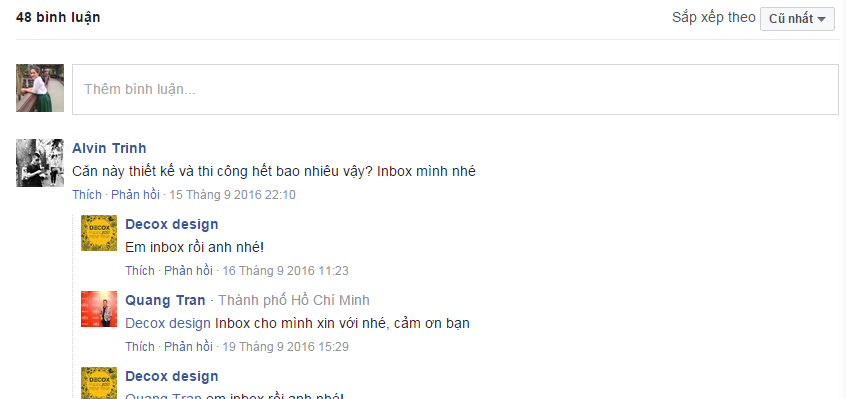 48 bình luận
Sắp xếp theo Cũ nhất
Thêm bình luận...
Alvin Trinh
Căn này thiết kế và thi công hết bao nhiêu vậy? Inbox mình nhé
Thích · Phản hồi · 15 Tháng 9 2016 22:10
DECOX
Decox design
Em inbox rồi anh nhé!
Thích · Phản hồi · 16 Tháng 9 2016 11:23
Quang Tran · Thành phố Hồ Chí Minh
Decox design Inbox cho mình xin với nhé, cảm ơn bạn
Thích · Phản hồi · 19 Tháng 9 2016 15:29
DECOX
Decox design
Quang Tran em inbox rồi anh nhé!